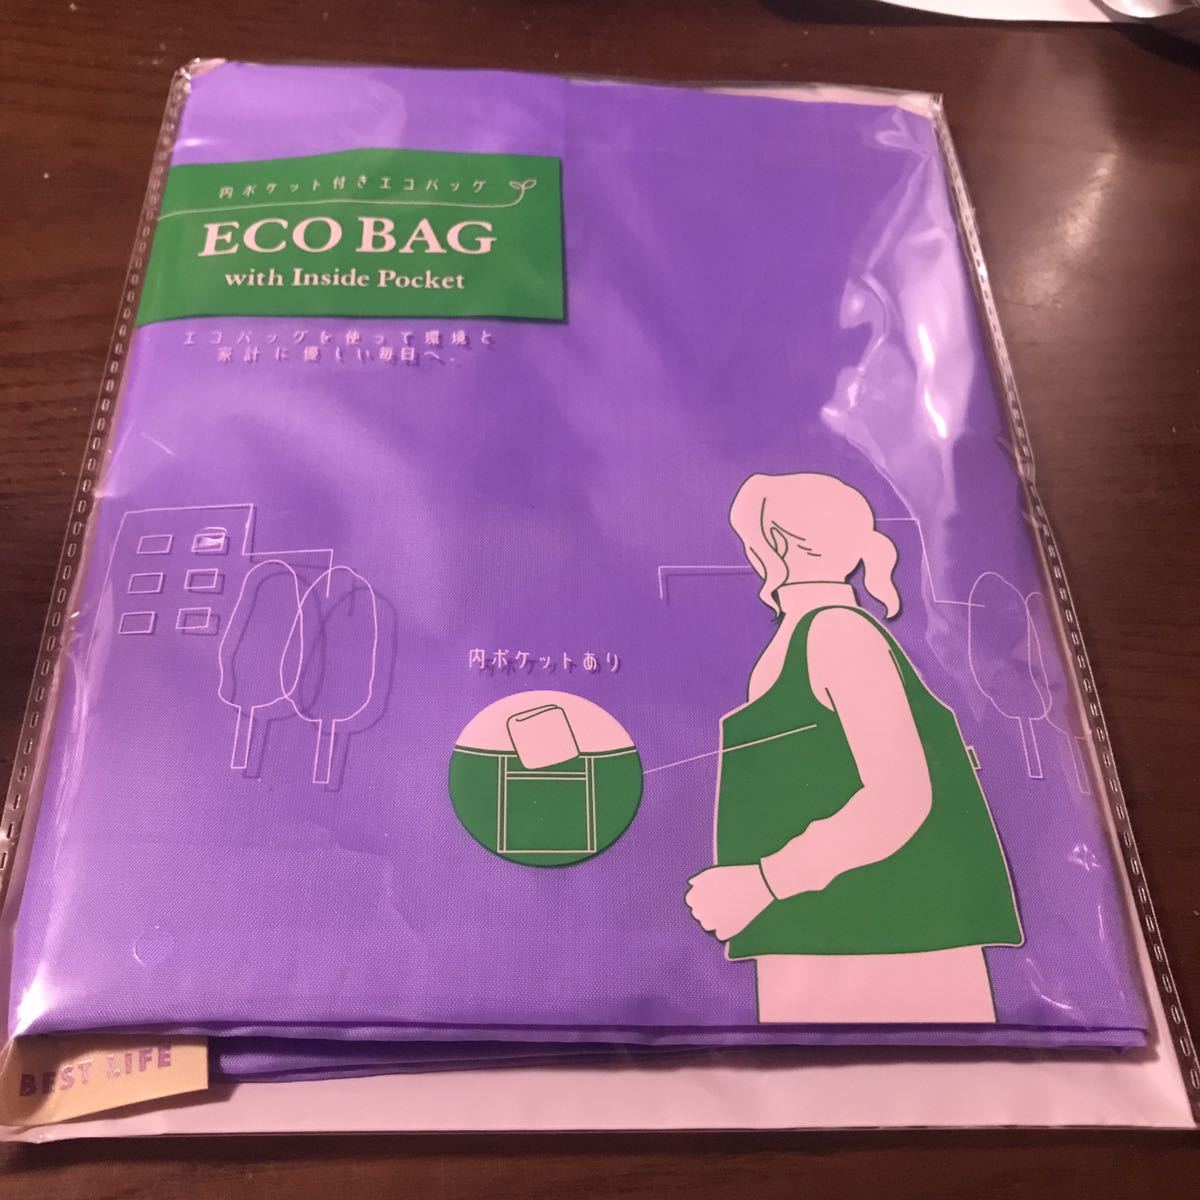 内ポケット付きエコバッグ
ECO BAG
with Inside Pocket
エコバッグを使って環境と
家計に優しい毎日へ.
内ポケットあり
BEST LIFE